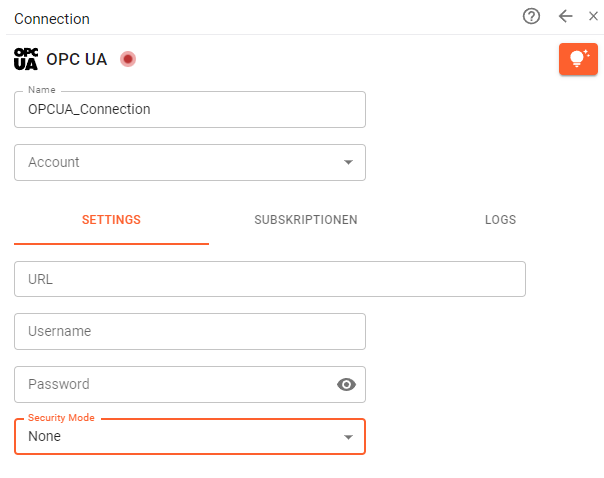 Connection
OPC UA
OPC UA
Name
OPCUA_Connection
Account
SETTINGS
SUBSKRIPTIONEN
LOGS
URL
Username
Password
Security Mode
None